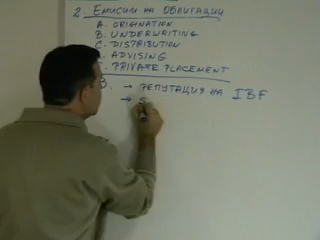 2. Емисии на Облигации
A. ORIGINATION
B. UNDERWRITING
C. DISTRIBUTION
ADVISING
PRIVATE PLACEMENT
B. → РЕПУТАЦИЯ НА IBF
→ S